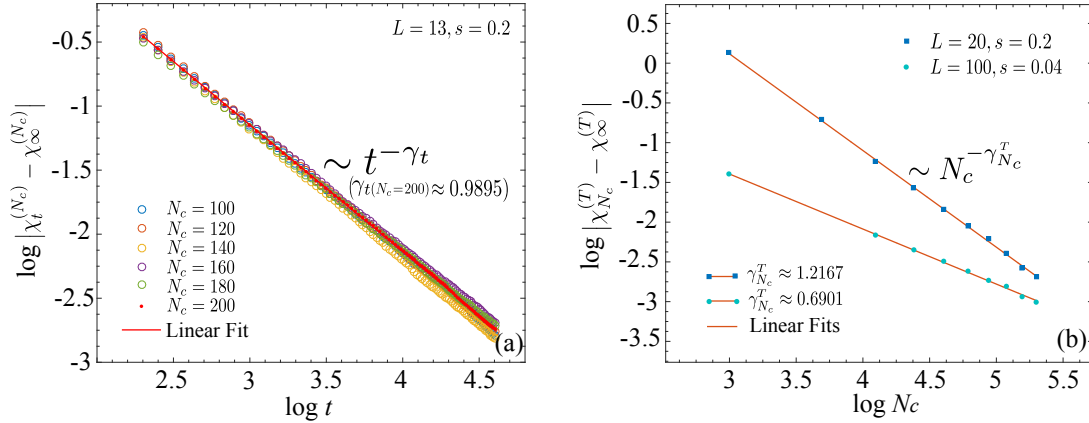 L = 13, s = 0.2
-0.5
-1
-1.5
-2
-2.5
-3
log |χ_t^{(N_c)} − χ_∞^{(N_c)}|
∼ t^{−γ_t}
(γ_{t(N_c=200)} ≈ 0.9895)
N_c = 100
N_c = 120
N_c = 140
N_c = 160
N_c = 180
N_c = 200
Linear Fit
(a)
2.5 3 3.5 4 4.5
log t
L = 20, s = 0.2
L = 100, s = 0.04
0.5
0
-0.5
-1
-1.5
-2
-2.5
-3
-3.5
log |χ_{N_c}^{(T)} − χ_∞^{(T)}|
∼ N_c^{−γ_{N_c}^T}
γ_{N_c}^T ≈ 1.2167
γ_{N_c}^T ≈ 0.6901
Linear Fits
(b)
3 3.5 4 4.5 5 5.5
log Nc